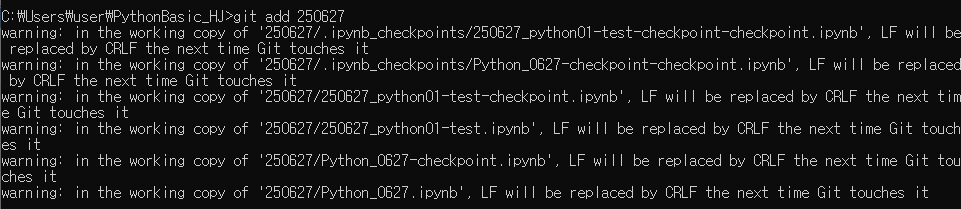 C:₩Users₩user₩PythonBasic_HJ>git add 250627
warning: in the working copy of '250627/.ipynb_checkpoints/250627_python01-test-checkpoint-checkpoint.ipynb', LF will be
 replaced by CRLF the next time Git touches it
warning: in the working copy of '250627/.ipynb_checkpoints/Python_0627-checkpoint-checkpoint.ipynb', LF will be replaced
 by CRLF the next time Git touches it
warning: in the working copy of '250627/250627_python01-test-checkpoint.ipynb', LF will be replaced by CRLF the next tim
e Git touches it
warning: in the working copy of '250627/250627_python01-test.ipynb', LF will be replaced by CRLF the next time Git touch
es it
warning: in the working copy of '250627/Python_0627-checkpoint.ipynb', LF will be replaced by CRLF the next time Git tou
ches it
warning: in the working copy of '250627/Python_0627.ipynb', LF will be replaced by CRLF the next time Git touches it